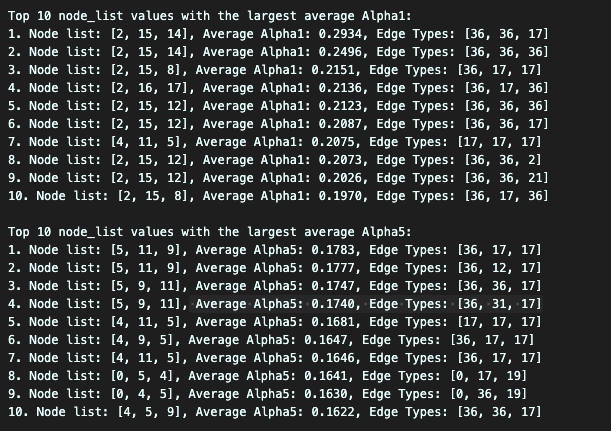 Top 10 node_list values with the largest average Alpha1:
1. Node list: [2, 15, 14], Average Alpha1: 0.2934, Edge Types: [36, 36, 17]
2. Node list: [2, 15, 14], Average Alpha1: 0.2496, Edge Types: [36, 36, 36]
3. Node list: [2, 15, 8], Average Alpha1: 0.2151, Edge Types: [36, 17, 17]
4. Node list: [2, 16, 17], Average Alpha1: 0.2136, Edge Types: [36, 17, 36]
5. Node list: [2, 15, 12], Average Alpha1: 0.2123, Edge Types: [36, 36, 36]
6. Node list: [2, 15, 12], Average Alpha1: 0.2087, Edge Types: [36, 36, 17]
7. Node list: [4, 11, 5], Average Alpha1: 0.2075, Edge Types: [17, 17, 17]
8. Node list: [2, 15, 12], Average Alpha1: 0.2073, Edge Types: [36, 36, 2]
9. Node list: [2, 15, 12], Average Alpha1: 0.2026, Edge Types: [36, 36, 21]
10. Node list: [2, 15, 8], Average Alpha1: 0.1970, Edge Types: [36, 17, 36]
Top 10 node_list values with the largest average Alpha5:
1. Node list: [5, 11, 9], Average Alpha5: 0.1783, Edge Types: [36, 17, 17]
2. Node list: [5, 11, 9], Average Alpha5: 0.1777, Edge Types: [36, 12, 17]
3. Node list: [5, 9, 11], Average Alpha5: 0.1747, Edge Types: [36, 36, 17]
4. Node list: [5, 9, 11], Average Alpha5: 0.1740, Edge Types: [36, 31, 17]
5. Node list: [4, 11, 5], Average Alpha5: 0.1681, Edge Types: [17, 17, 17]
6. Node list: [4, 9, 5], Average Alpha5: 0.1647, Edge Types: [36, 17, 17]
7. Node list: [4, 11, 5], Average Alpha5: 0.1646, Edge Types: [36, 17, 17]
8. Node list: [0, 5, 4], Average Alpha5: 0.1641, Edge Types: [0, 17, 19]
9. Node list: [0, 4, 5], Average Alpha5: 0.1630, Edge Types: [0, 36, 19]
10. Node list: [4, 5, 9], Average Alpha5: 0.1622, Edge Types: [36, 36, 17]